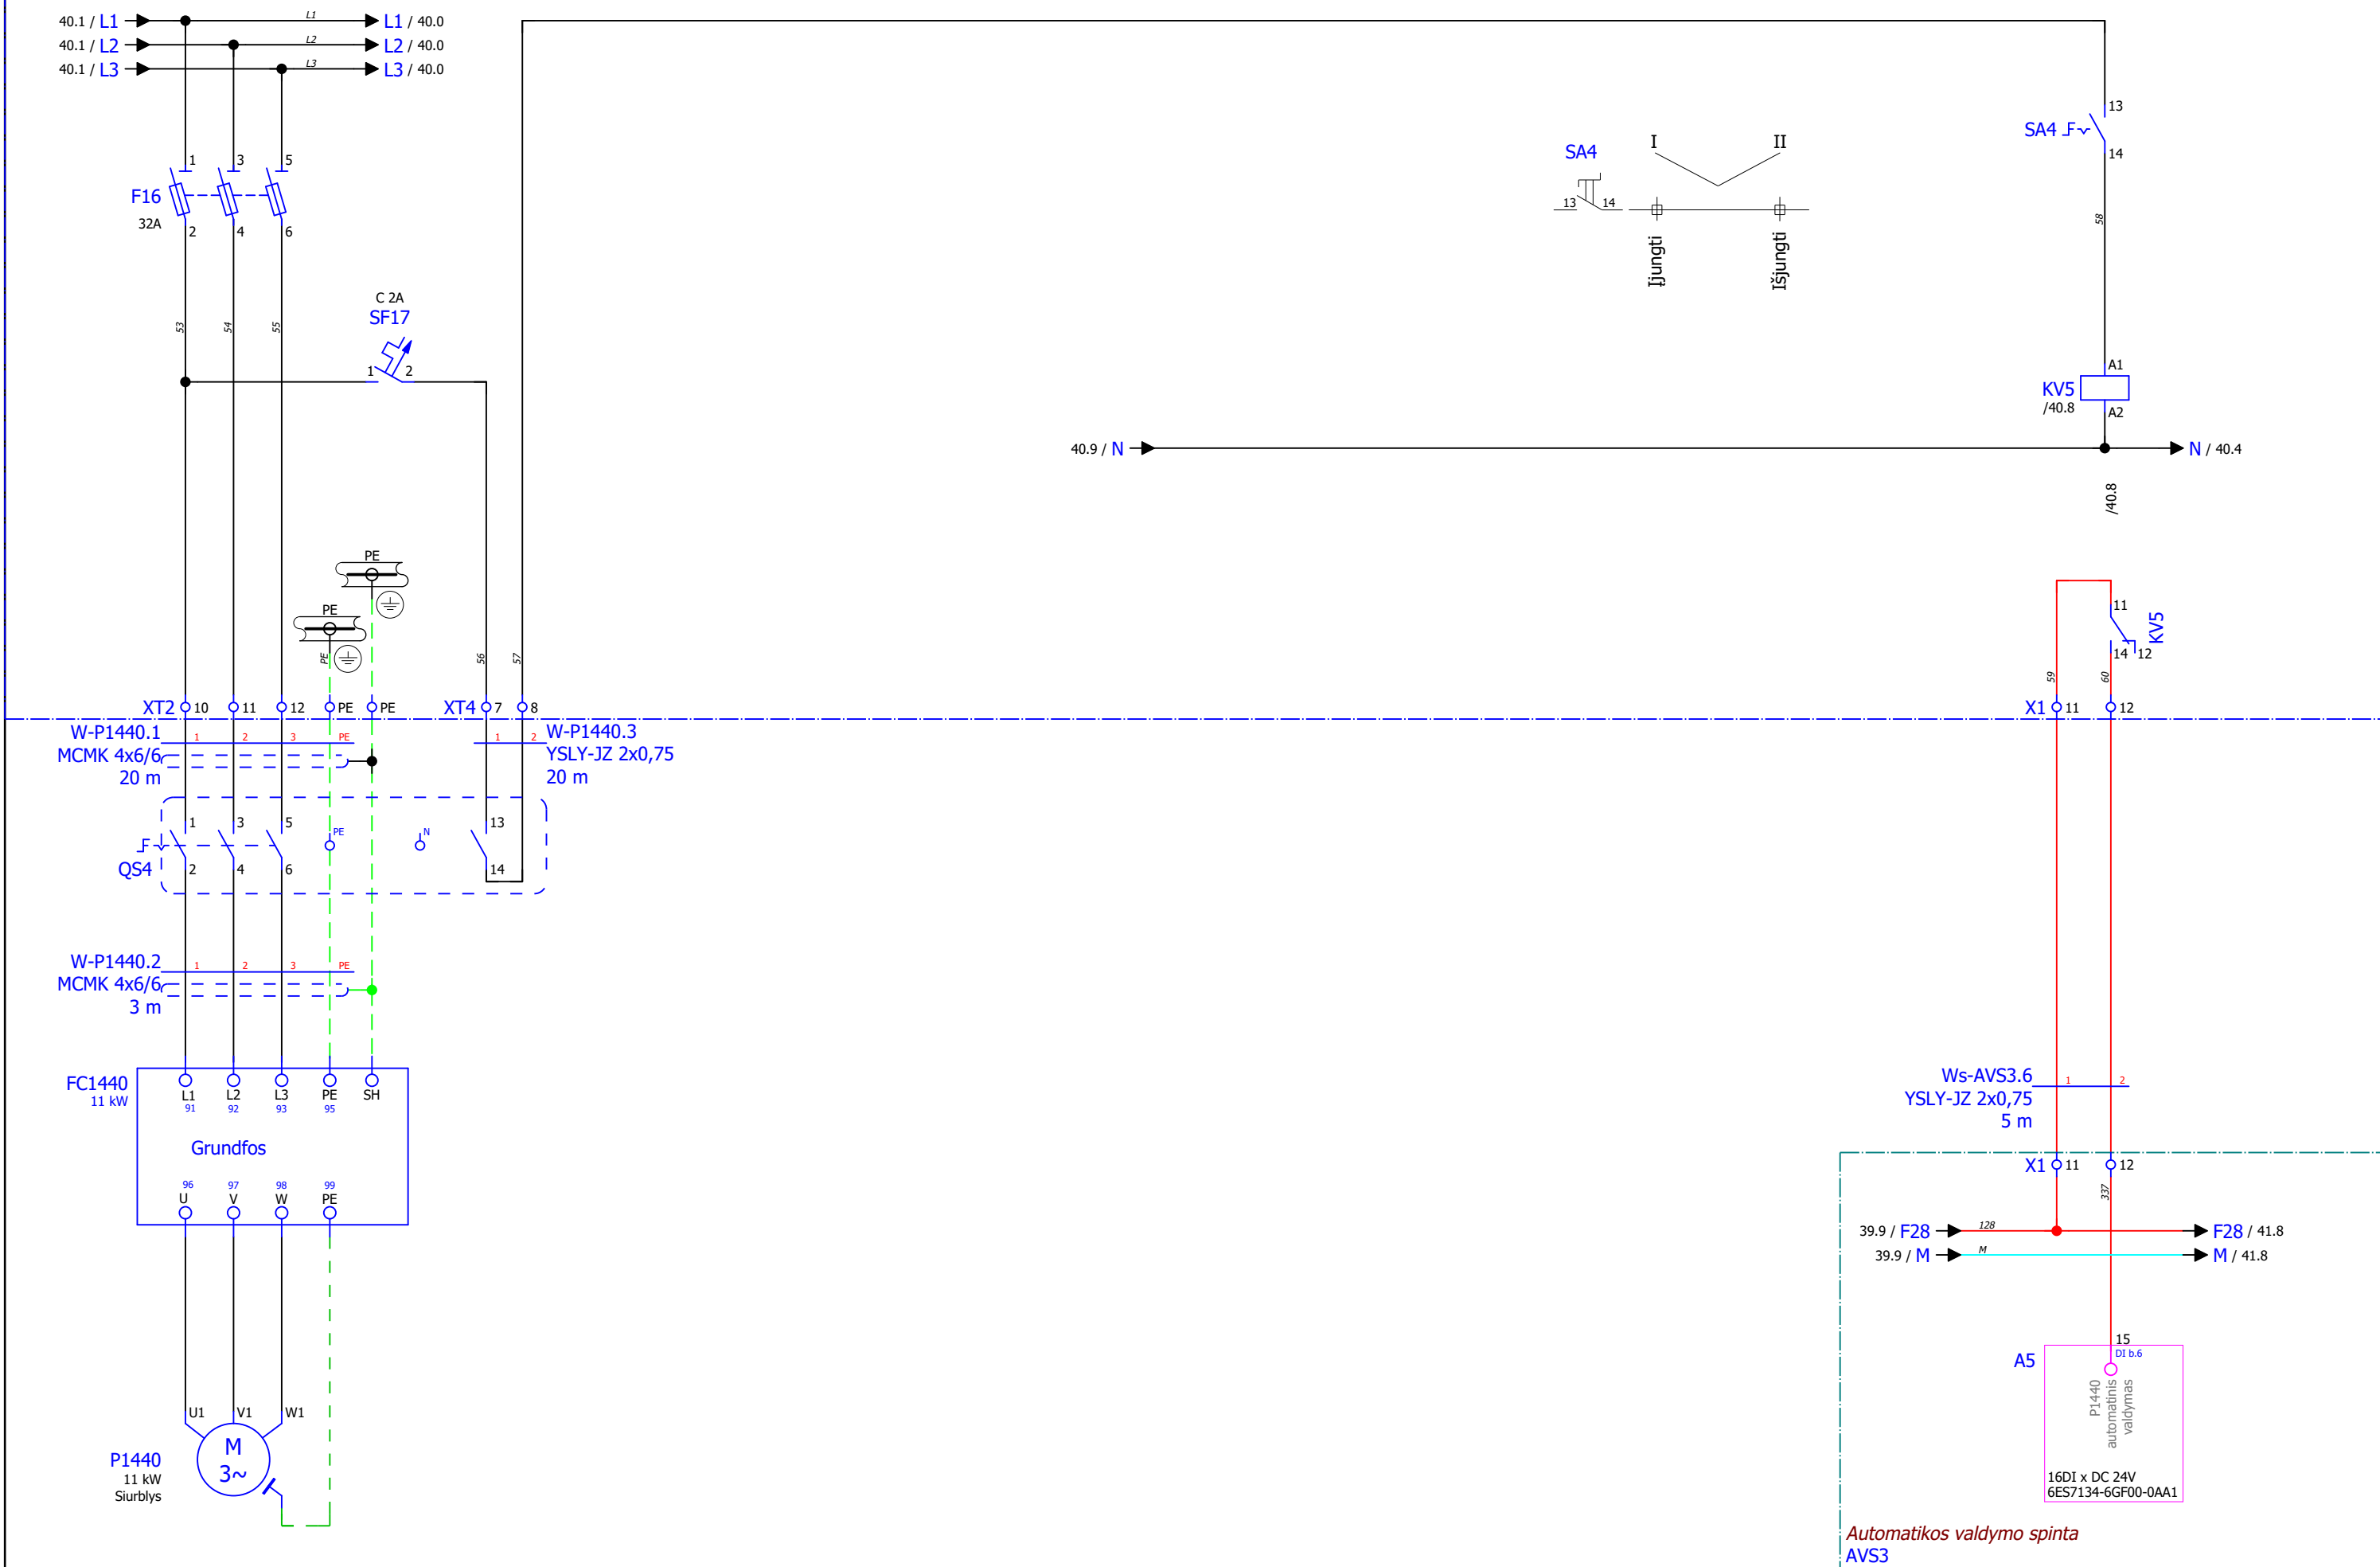 40.1 / L1
L1
L1 / 40.0
40.1 / L2
L2
L2 / 40.0
40.1 / L3
L3
L3 / 40.0
13
SA4
14
SA4
I
II
13
14
Įjungti
Išjungti
1
3
5
F16
32A
2
4
6
58
C 2A
SF17
53
54
55
1
2
A1
KV5
/40.8
A2
40.9 / N
N / 40.4
/40.8
PE
PE
PE
56
57
11
KV5
14
12
59
60
XT2
10
11
12
PE
PE
XT4
7
8
X1
11
12
W-P1440.1
MCMK 4x6/6
20 m
1
2
3
PE
1
2
W-P1440.3
YSLY-JZ 2x0,75
20 m
1
3
5
PE
N
13
QS4
2
4
6
14
W-P1440.2
MCMK 4x6/6
3 m
1
2
3
PE
FC1440
11 kW
L1
L2
L3
PE
SH
91
92
93
95
Grundfos
96
97
98
99
U
V
W
PE
Ws-AVS3.6
YSLY-JZ 2x0,75
5 m
1
2
X1
11
12
337
39.9 / F28
128
F28 / 41.8
39.9 / M
M
M / 41.8
U1
V1
W1
M
3~
P1440
11 kW
Siurblys
15
DI b.6
A5
P1440
automatinis
valdymas
16DI x DC 24V
6ES7134-6GF00-0AA1
Automatikos valdymo spinta
AVS3